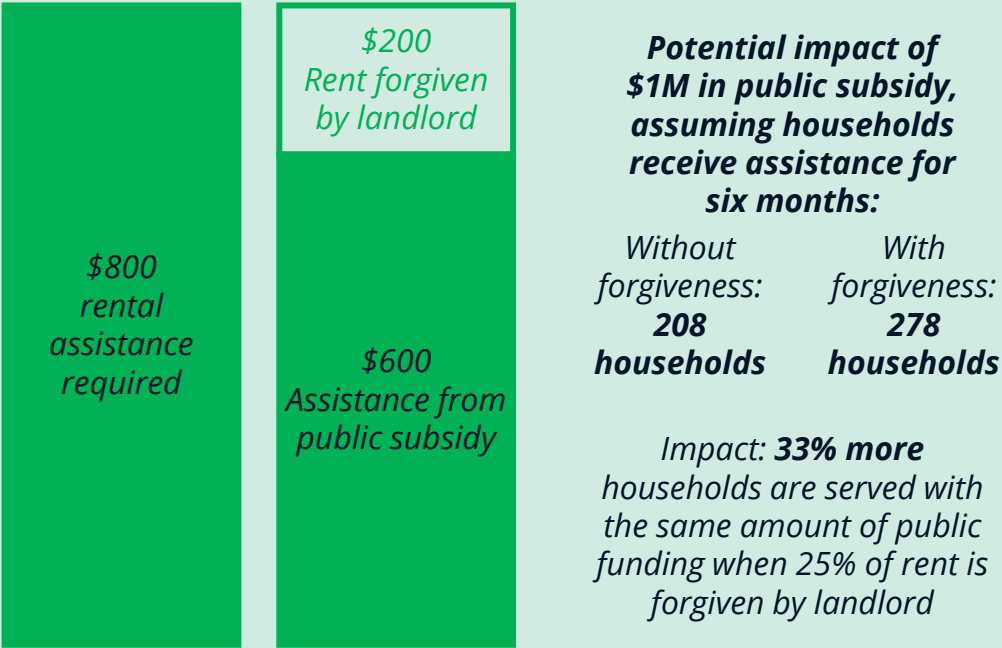 $800
rental
assistance
required
$200
Rent forgiven
by landlord
$600
Assistance from
public subsidy
Potential impact of
$1M in public subsidy,
assuming households
receive assistance for
six months:
Without
forgiveness:
208
households
With
forgiveness:
278
households
Impact: 33% more
households are served with
the same amount of public
funding when 25% of rent is
forgiven by landlord